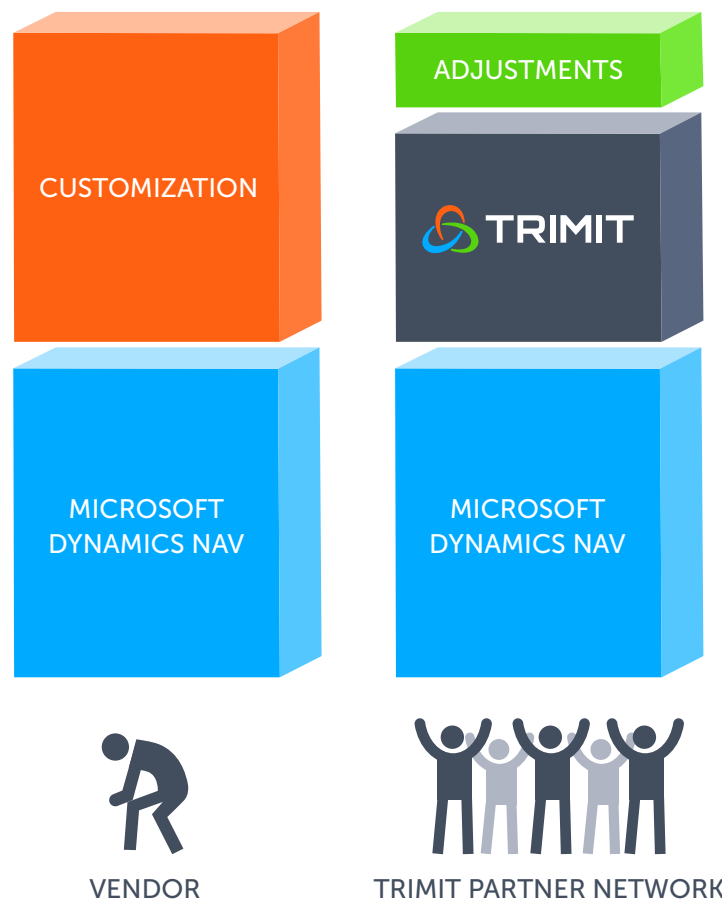 CUSTOMIZATION
MICROSOFT
DYNAMICS NAV
VENDOR
ADJUSTMENTS
TRIMIT
MICROSOFT
DYNAMICS NAV
TRIMIT PARTNER NETWORK